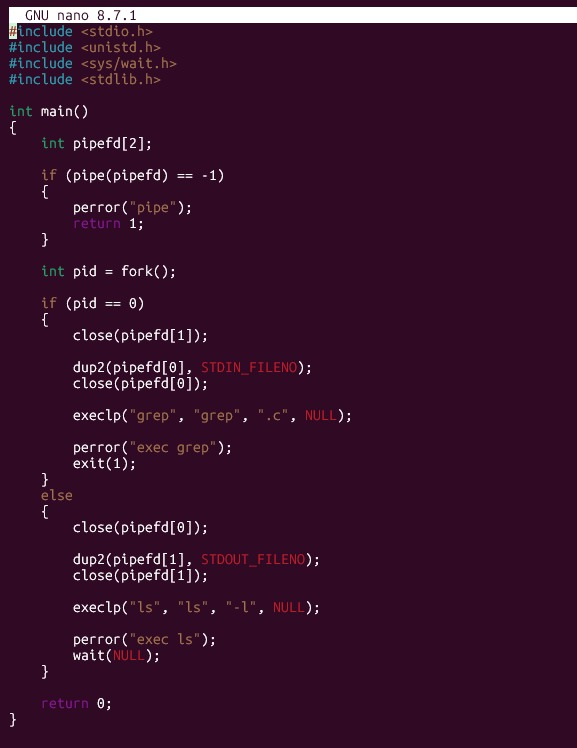 GNU nano 8.7.1
#include <stdio.h>
#include <unistd.h>
#include <sys/wait.h>
#include <stdlib.h>

int main()
{
    int pipefd[2];

    if (pipe(pipefd) == -1)
    {
        perror("pipe");
        return 1;
    }

    int pid = fork();

    if (pid == 0)
    {
        close(pipefd[1]);

        dup2(pipefd[0], STDIN_FILENO);
        close(pipefd[0]);

        execlp("grep", "grep", ".c", NULL);

        perror("exec grep");
        exit(1);
    }
    else
    {
        close(pipefd[0]);

        dup2(pipefd[1], STDOUT_FILENO);
        close(pipefd[1]);

        execlp("ls", "ls", "-l", NULL);

        perror("exec ls");
        wait(NULL);
    }

    return 0;
}